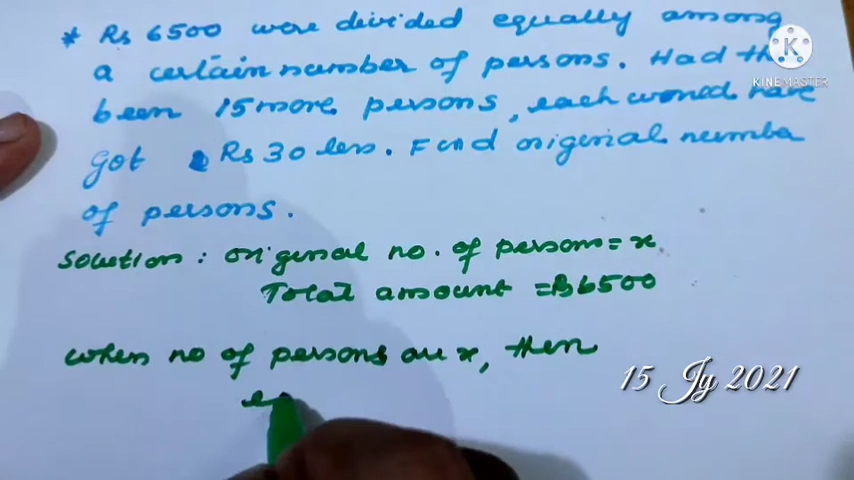 * Rs 6500 were divided equally among
a certain number of persons. Had
been 15 more persons, each would have
got Rs 30 less. Find original number
of persons.
Solution : original no. of persons = x
Total amount = Rs 6500
when no of persons are x, then
15 Jy 2021
K
KINEMASTER